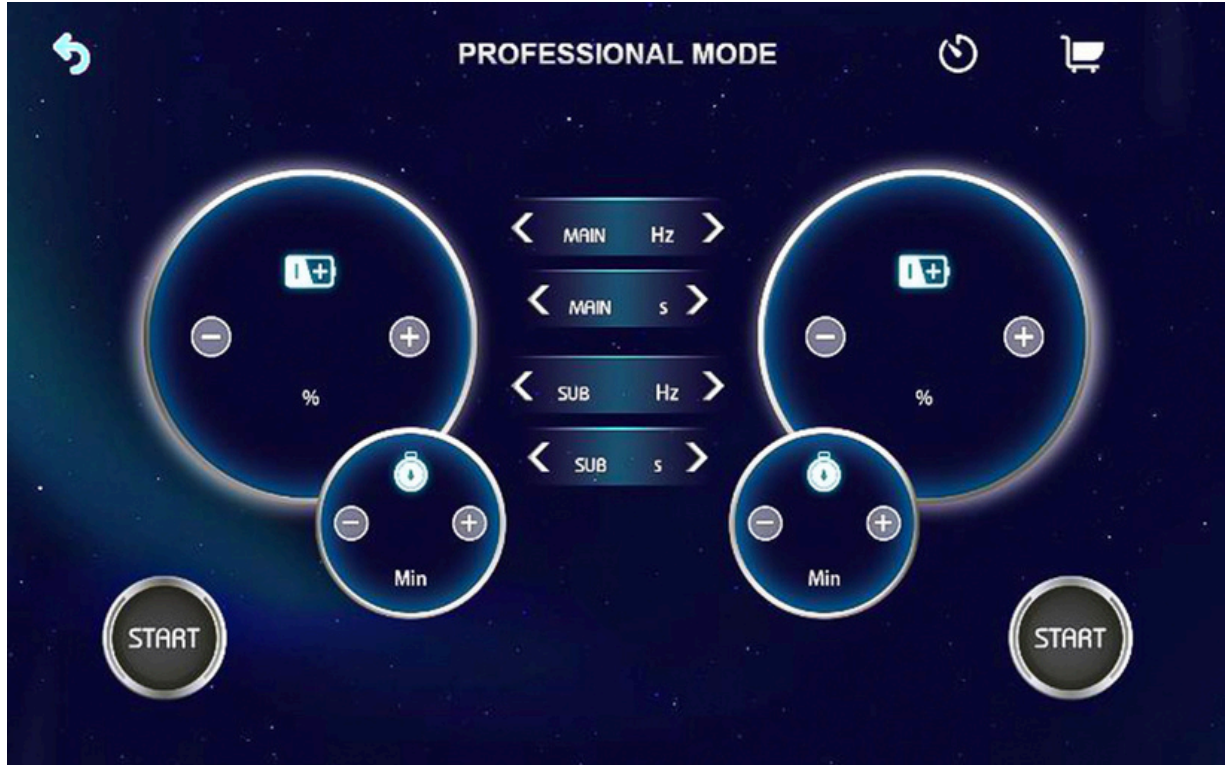 PROFESSIONAL MODE
MAIN Hz
MAIN s
SUB Hz
SUB s
%
%
Min
Min
START
START